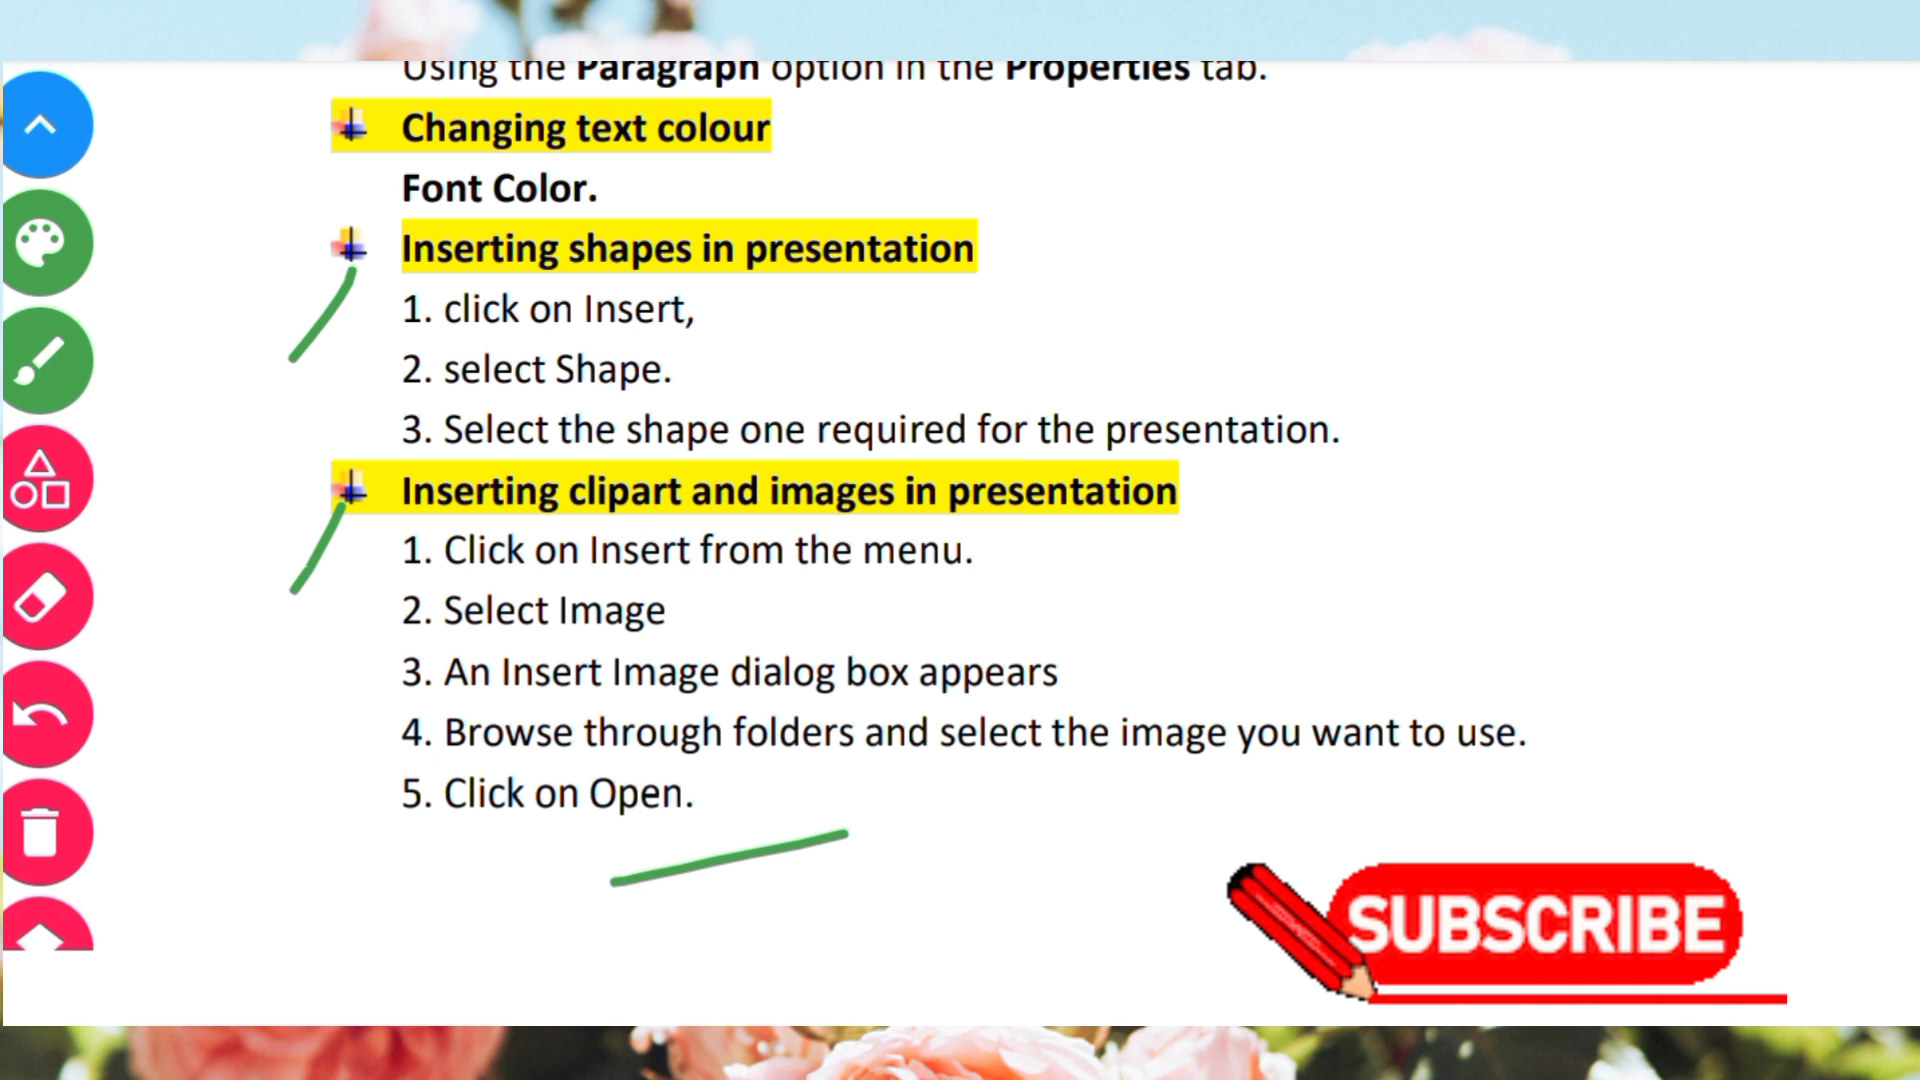 Using the Paragraph option in the Properties tab.
Changing text colour
Font Color.
Inserting shapes in presentation
1. click on Insert,
2. select Shape.
3. Select the shape one required for the presentation.
Inserting clipart and images in presentation
1. Click on Insert from the menu.
2. Select Image
3. An Insert Image dialog box appears
4. Browse through folders and select the image you want to use.
5. Click on Open.
SUBSCRIBE